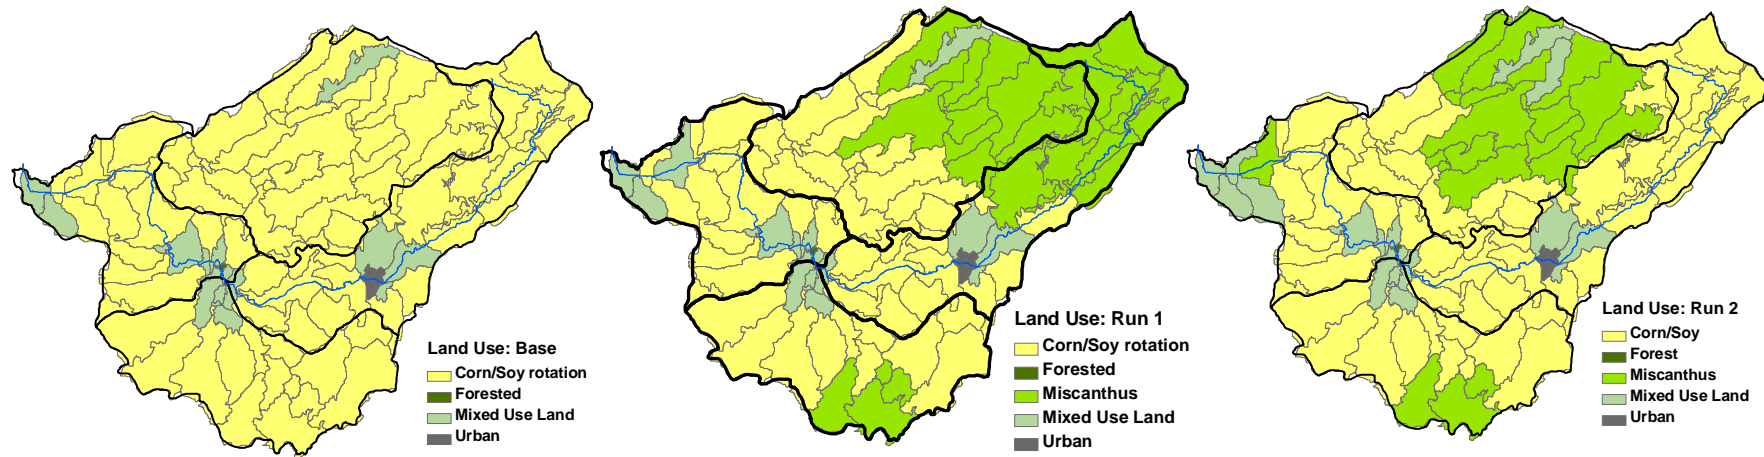 Land Use: Base
Corn/Soy rotation
Forested
Mixed Use Land
Urban
Land Use: Run 1
Corn/Soy rotation
Forested
Miscanthus
Mixed Use Land
Urban
Land Use: Run 2
Corn/Soy
Forest
Miscanthus
Mixed Use Land
Urban